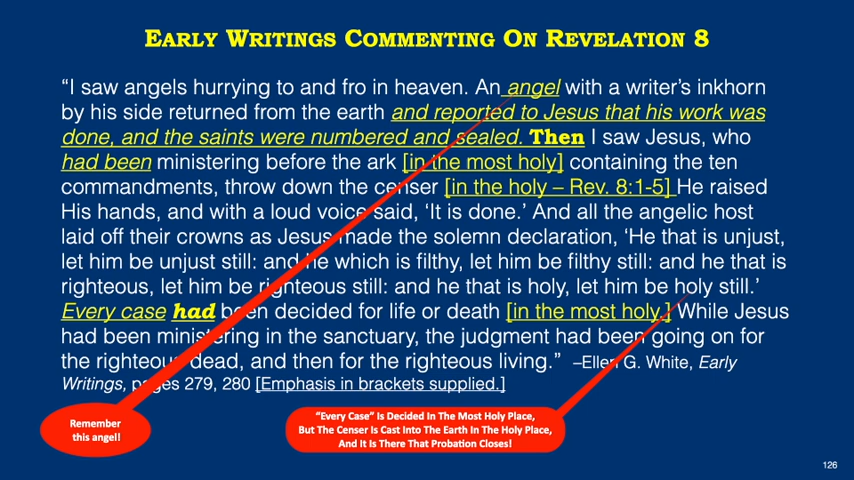 EARLY WRITINGS COMMENTING ON REVELATION 8
“I saw angels hurrying to and fro in heaven. An angel with a writer’s inkhorn
by his side returned from the earth and reported to Jesus that his work was
done, and the saints were numbered and sealed. Then I saw Jesus, who
had been ministering before the ark [in the most holy] containing the ten
commandments, throw down the censer [in the holy – Rev. 8:1-5] He raised
His hands, and with a loud voice said, ‘It is done.’ And all the angelic host
laid off their crowns as Jesus made the solemn declaration, ‘He that is unjust,
let him be unjust still: and he which is filthy, let him be filthy still: and he that is
righteous, let him be righteous still: and he that is holy, let him be holy still.’
Every case had been decided for life or death [in the most holy.] While Jesus
had been ministering in the sanctuary, the judgment had been going on for
the righteous dead, and then for the righteous living.” –Ellen G. White, Early
Writings, pages 279, 280 [Emphasis in brackets supplied.]
Remember
this angel!
“Every Case” Is Decided In The Most Holy Place,
But The Censer Is Cast Into The Earth In The Holy Place,
And It Is There That Probation Closes!
126